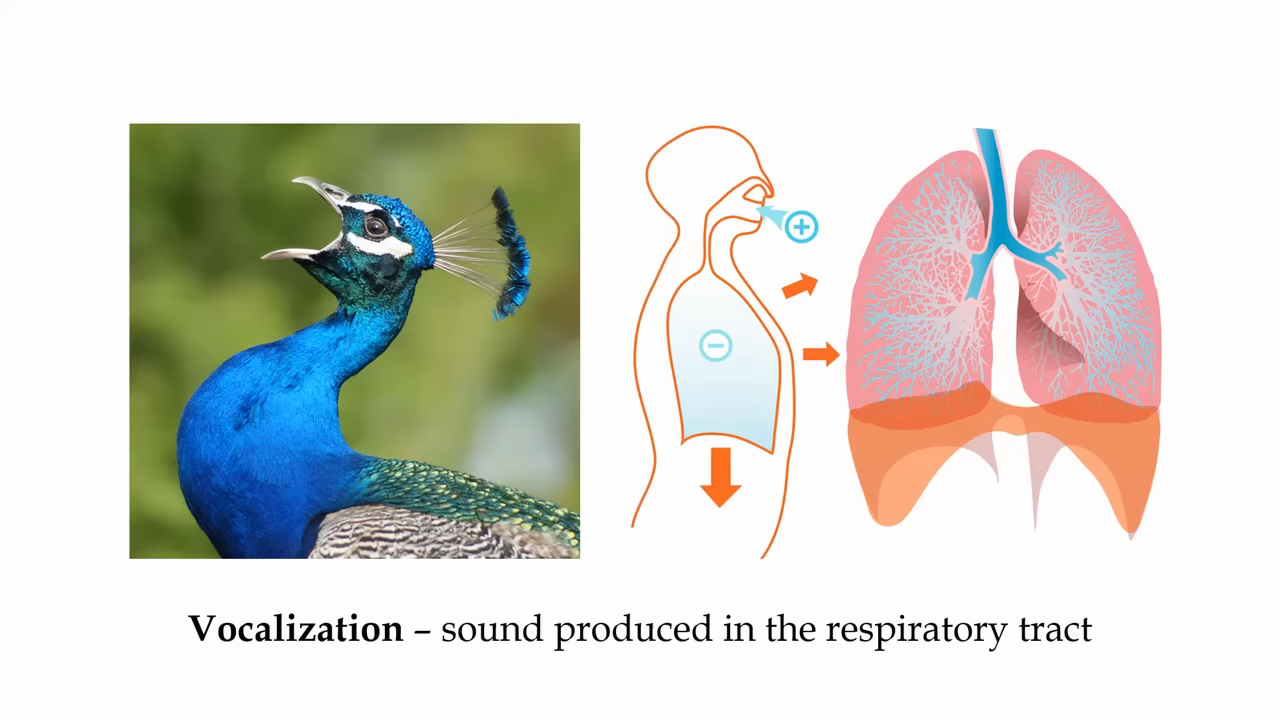 Vocalization – sound produced in the respiratory tract